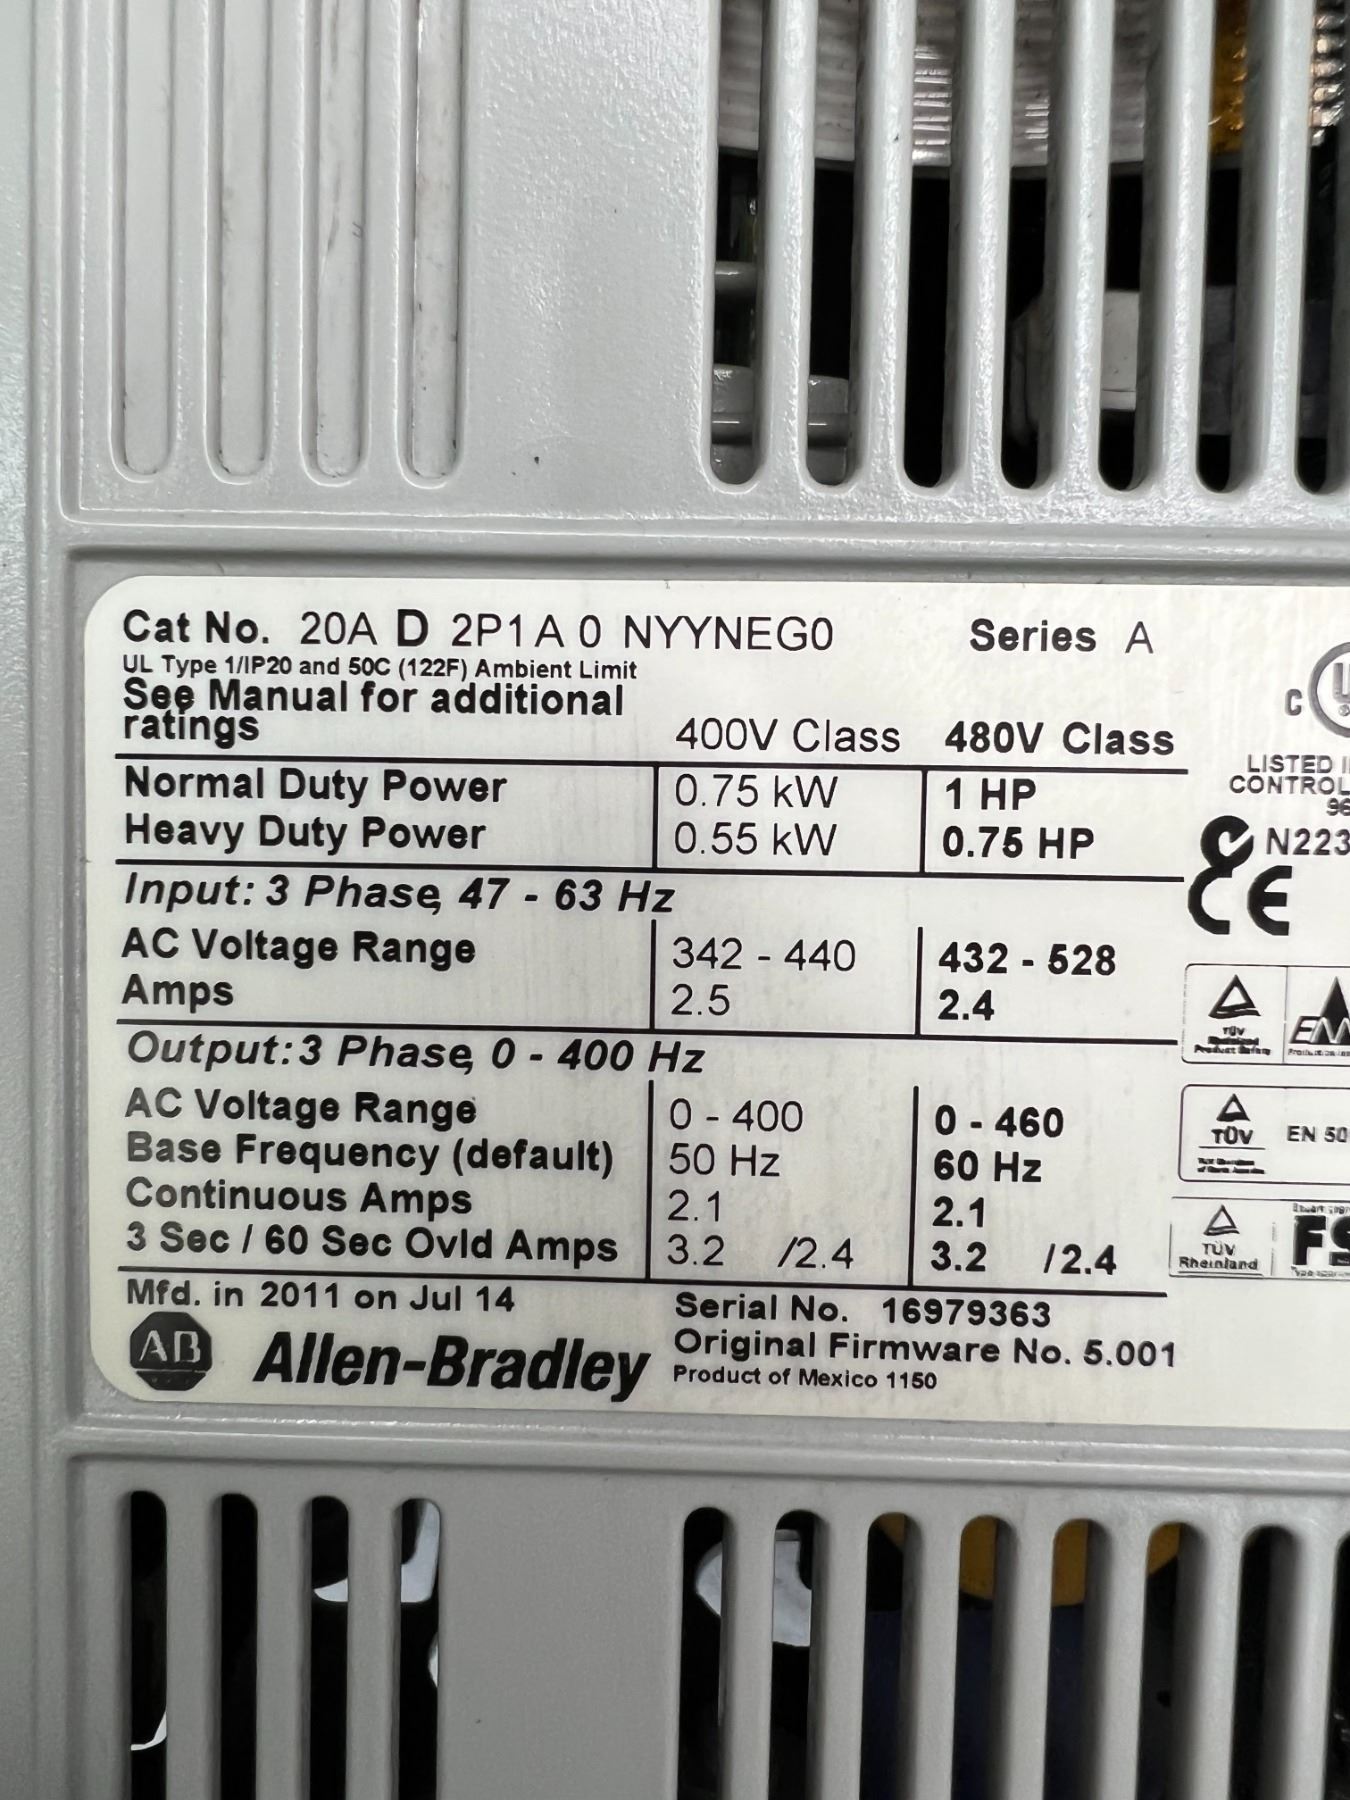 Cat No. 20A D 2P1 A 0 NYYNEG0 Series A
UL Type 1/IP20 and 50C (122F) Ambient Limit
See Manual for additional
ratings
400V Class 480V Class
Normal Duty Power 0.75 kW 1 HP
Heavy Duty Power 0.55 kW 0.75 HP
Input: 3 Phase, 47 - 63 Hz
AC Voltage Range 342 - 440 432 - 528
Amps 2.5 2.4
Output: 3 Phase, 0 - 400 Hz
AC Voltage Range 0 - 400 0 - 460
Base Frequency (default) 50 Hz 60 Hz
Continuous Amps 2.1 2.1
3 Sec / 60 Sec Ovld Amps 3.2 /2.4 3.2 /2.4
Mfd. in 2011 on Jul 14
Serial No. 16979363
Original Firmware No. 5.001
Product of Mexico 1150
AB Allen-Bradley
C
LISTED
CONTROL
96
N223
CE
TÜV
TÜV
EN 50
TÜV
Rheinland
FS